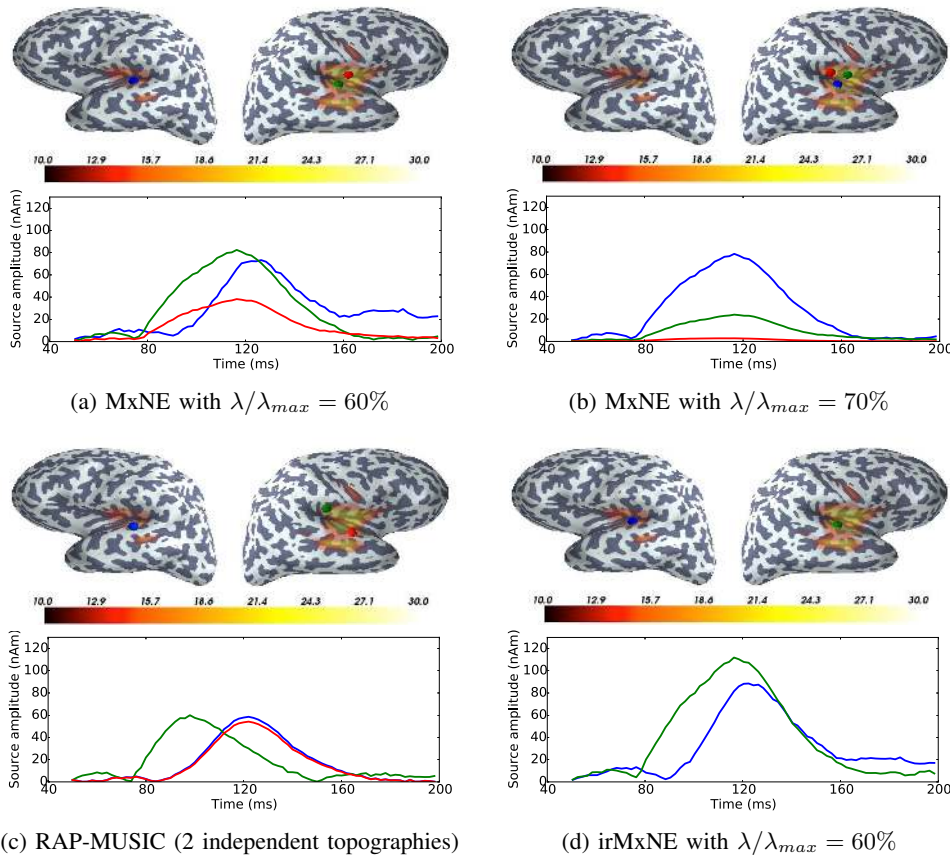 10.0 12.9 15.7 18.6 21.4 24.3 27.1 30.0
10.0 12.9 15.7 18.6 21.4 24.3 27.1 30.0
Source amplitude (nAm)
120
100
80
60
40
20
0
40 80 120 160 200
Time (ms)
Source amplitude (nAm)
120
100
80
60
40
20
0
40 80 120 160 200
Time (ms)
(a) MxNE with λ/λmax = 60%
(b) MxNE with λ/λmax = 70%
10.0 12.9 15.7 18.6 21.4 24.3 27.1 30.0
10.0 12.9 15.7 18.6 21.4 24.3 27.1 30.0
Source amplitude (nAm)
120
100
80
60
40
20
0
40 80 120 160 200
Time (ms)
Source amplitude (nAm)
120
100
80
60
40
20
0
40 80 120 160 200
Time (ms)
(c) RAP-MUSIC (2 independent topographies)
(d) irMxNE with λ/λmax = 60%